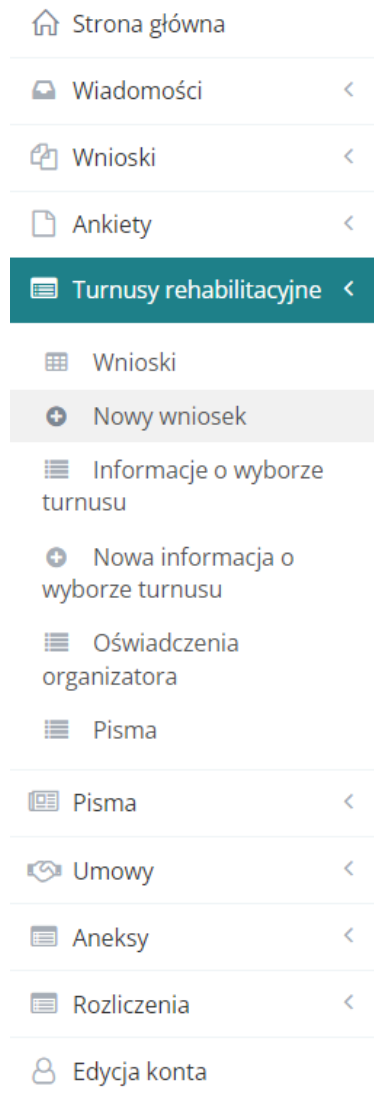 Strona główna
Wiadomości
Wnioski
Ankiety
Turnusy rehabilitacyjne
Wnioski
Nowy wniosek
Informacje o wyborze
turnusu
Nowa informacja o
wyborze turnusu
Oświadczenia
organizatora
Pisma
Pisma
Umowy
Aneksy
Rozliczenia
Edycja konta